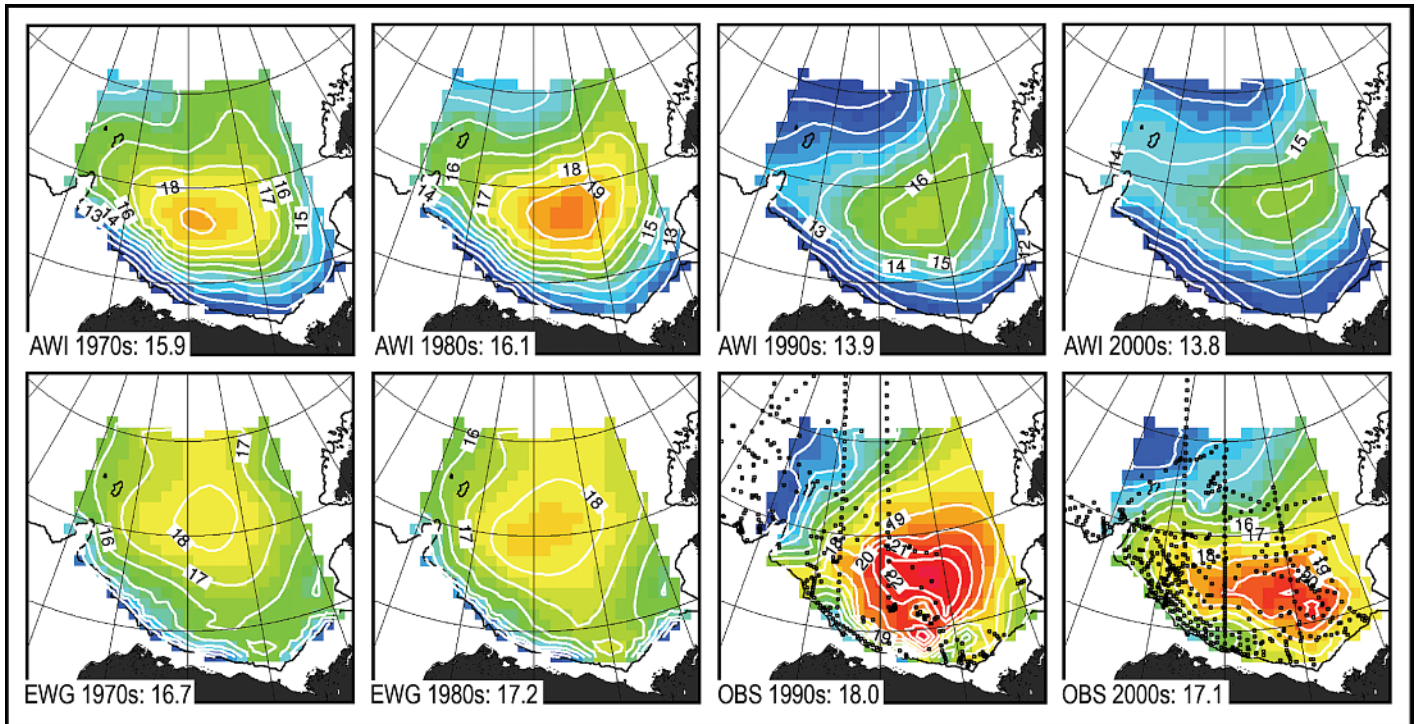 18 16 17 16 13 14 15
AWI 1970s: 15.9
16 18 19 14 17 15 13
AWI 1980s: 16.1
16 13 14 15 12
AWI 1990s: 13.9
14 15
AWI 2000s: 13.8
17 16 18 17
EWG 1970s: 16.7
16 18 17
EWG 1980s: 17.2
19 18 21 20 22 19
OBS 1990s: 18.0
16 17 18 19 20
OBS 2000s: 17.1